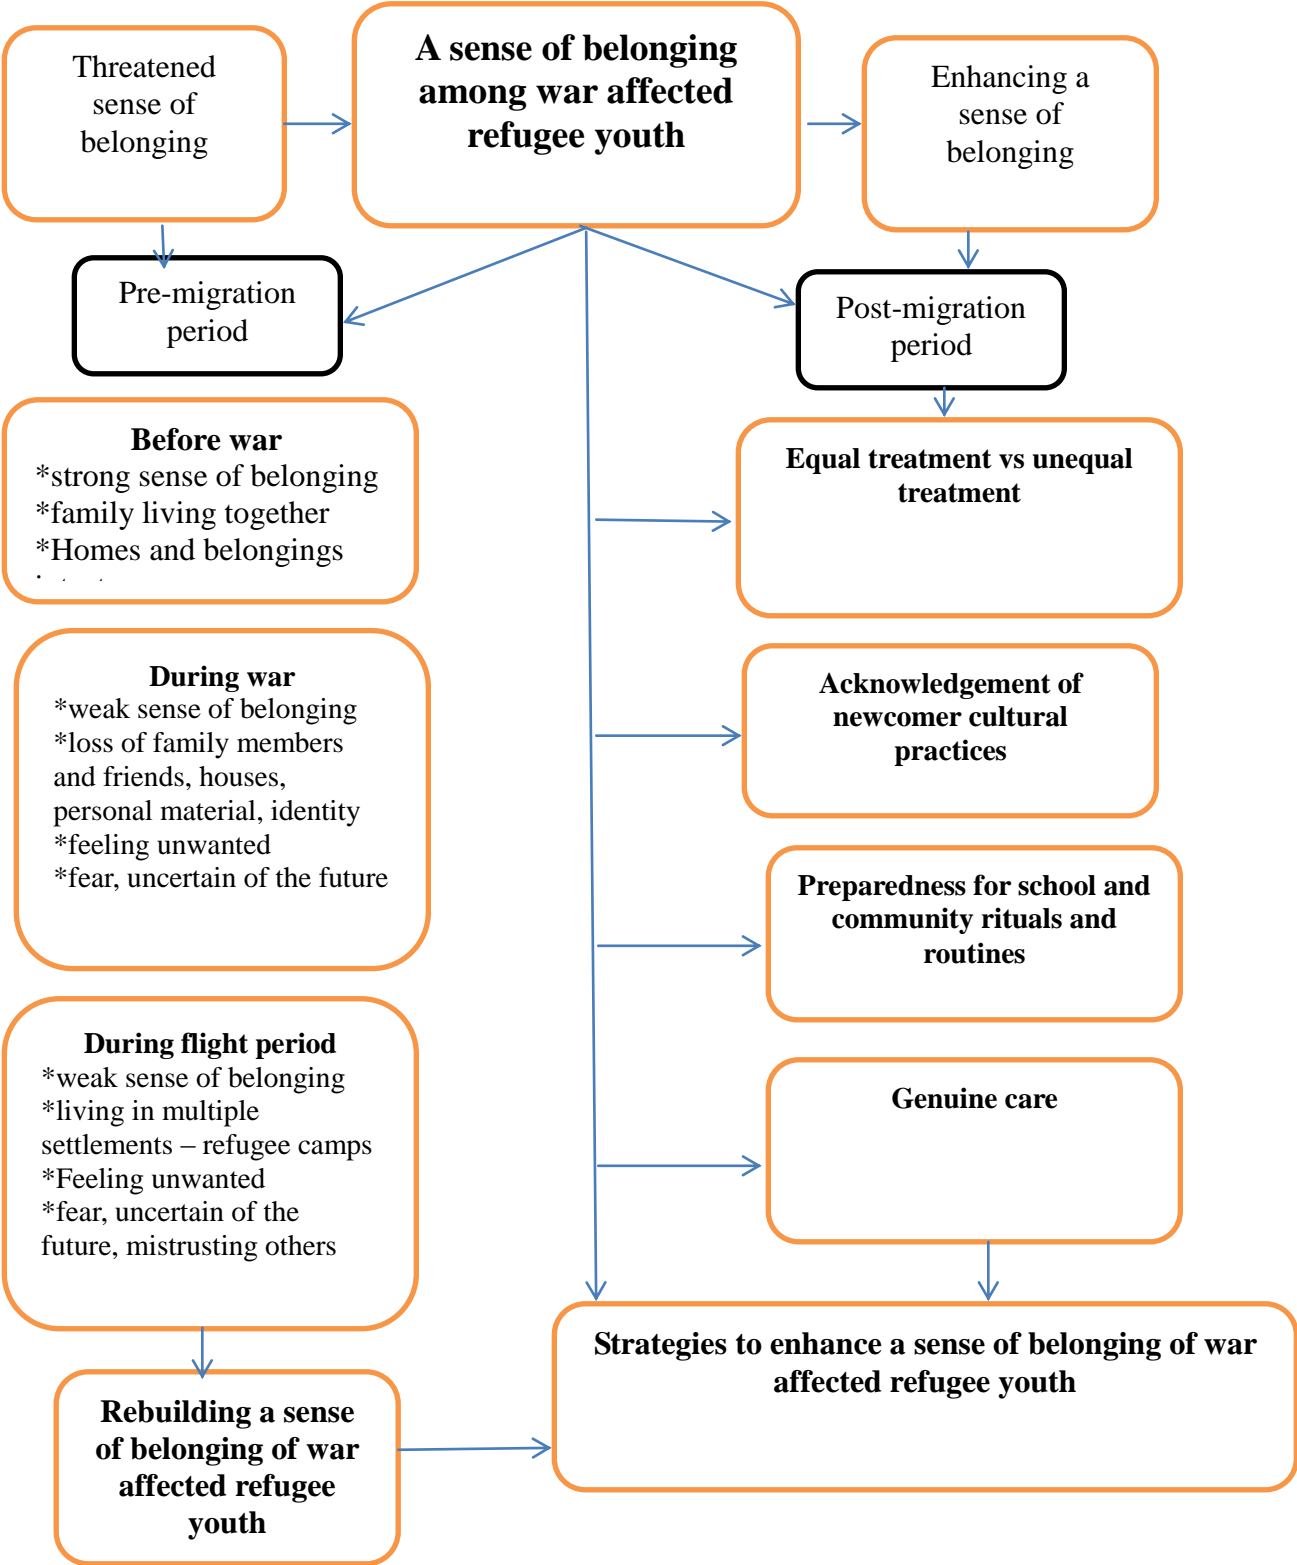 Threatened
sense of
belonging
A sense of belonging
among war affected
refugee youth
Enhancing a
sense of
belonging
Pre-migration
period
Post-migration
period
Before war
*strong sense of belonging
*family living together
*Homes and belongings
During war
*weak sense of belonging
*loss of family members
and friends, houses,
personal material, identity
*feeling unwanted
*fear, uncertain of the future
During flight period
*weak sense of belonging
*living in multiple
settlements – refugee camps
*Feeling unwanted
*fear, uncertain of the
future, mistrusting others
Rebuilding a sense
of belonging of war
affected refugee
youth
Equal treatment vs unequal
treatment
Acknowledgement of
newcomer cultural
practices
Preparedness for school and
community rituals and
routines
Genuine care
Strategies to enhance a sense of belonging of war
affected refugee youth